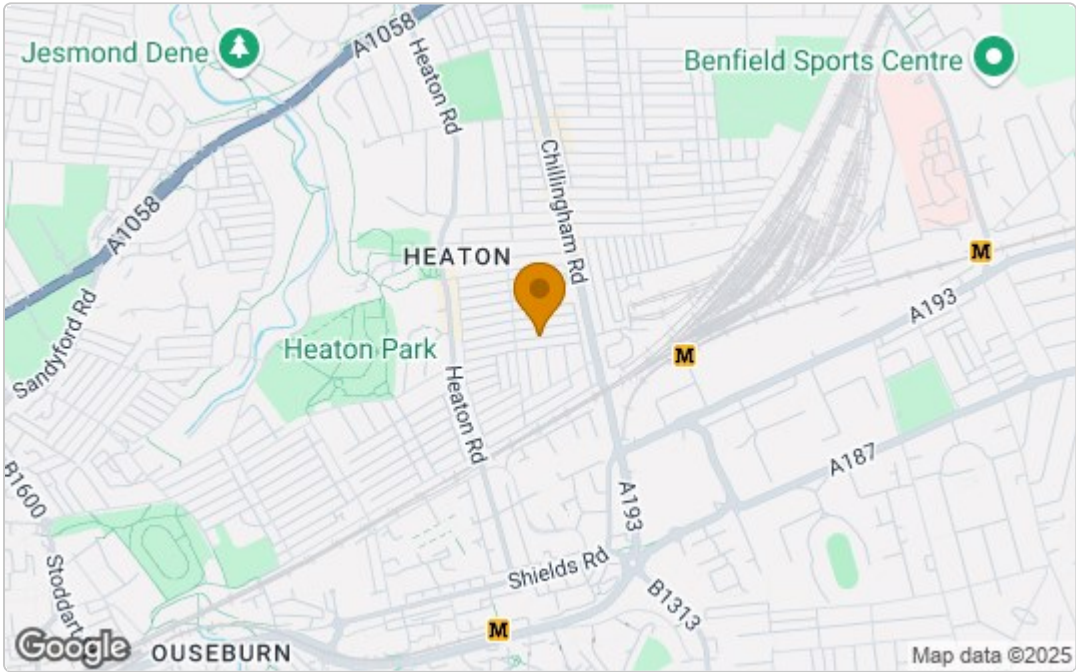 A1058
Jesmond Dene
Heaton Rd
Benfield Sports Centre
Chillingham Rd
A1058
HEATON
M
A193
Sandyford Rd
Heaton Park
M
Heaton Rd
A187
B1600
A193
Shields Rd
Stoddart
B1313
M
Google
OUSEBURN
Map data ©2025